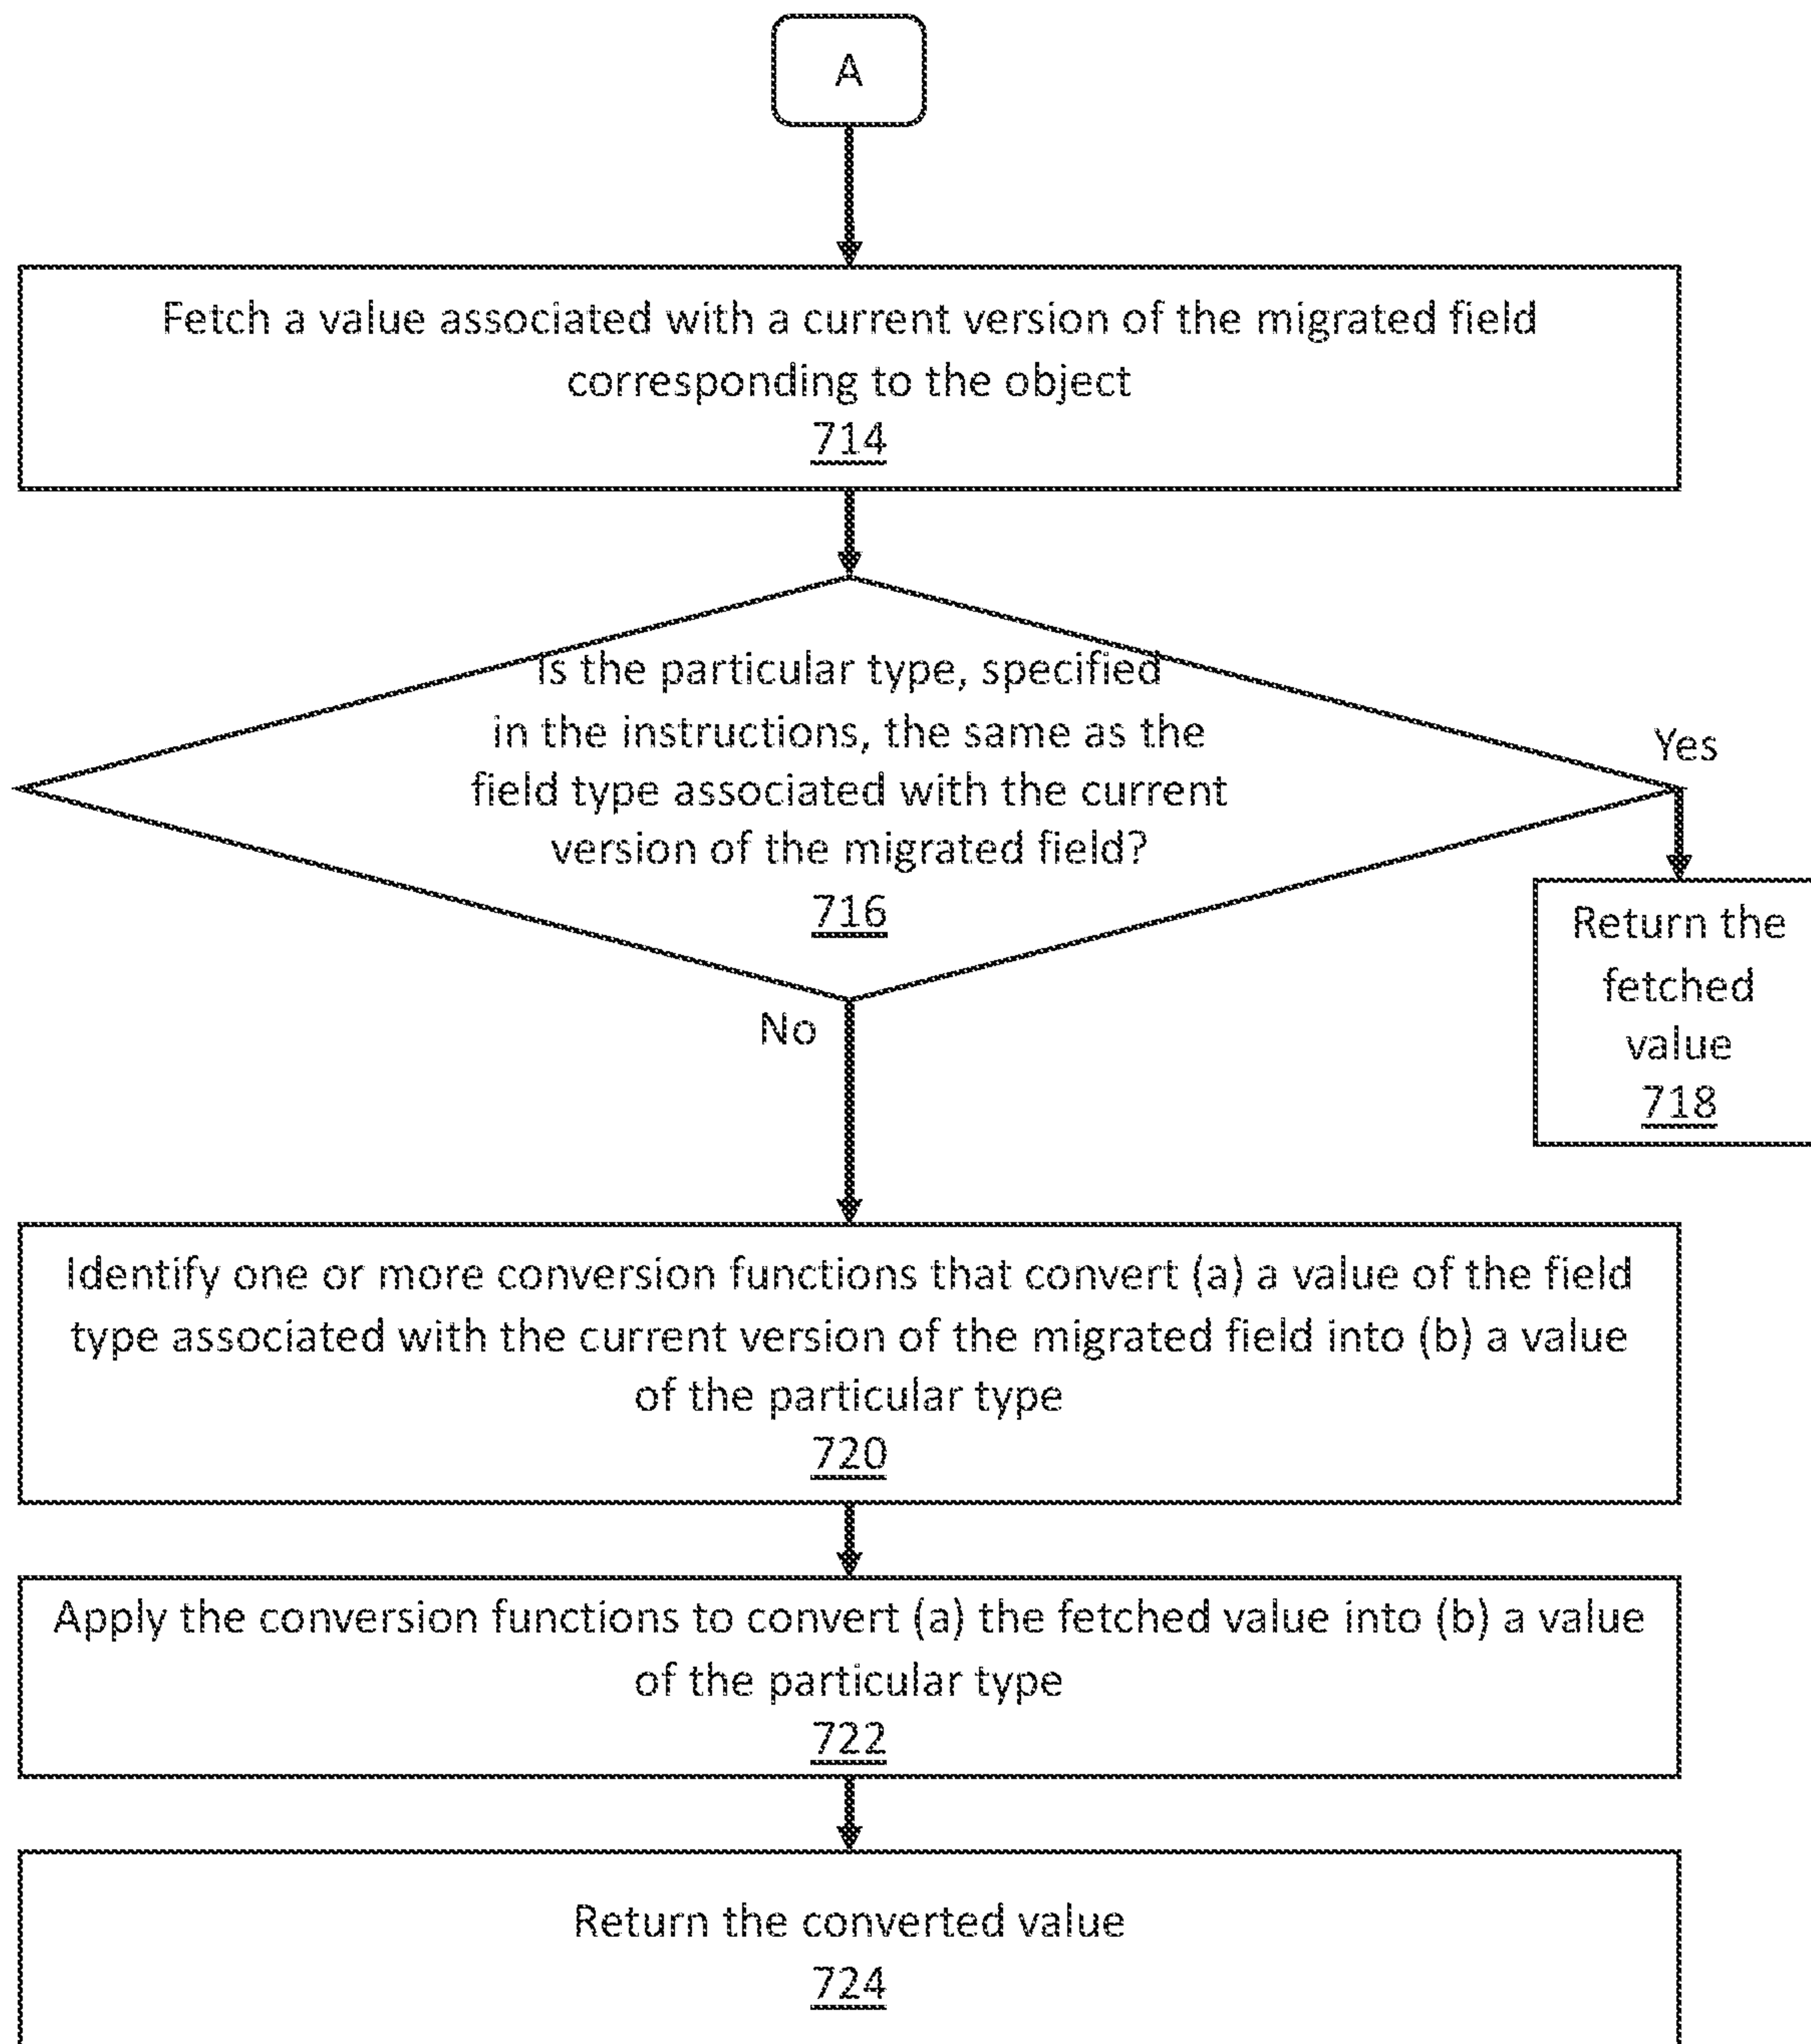 A
Fetch a value associated with a current version of the migrated field
corresponding to the object
714
Is the particular type, specified
in the instructions, the same as the
field type associated with the current
version of the migrated field?
716
Yes
Return the
fetched
value
718
No
Identify one or more conversion functions that convert (a) a value of the field
type associated with the current version of the migrated field into (b) a value
of the particular type
720
Apply the conversion functions to convert (a) the fetched value into (b) a value
of the particular type
722
Return the converted value
724